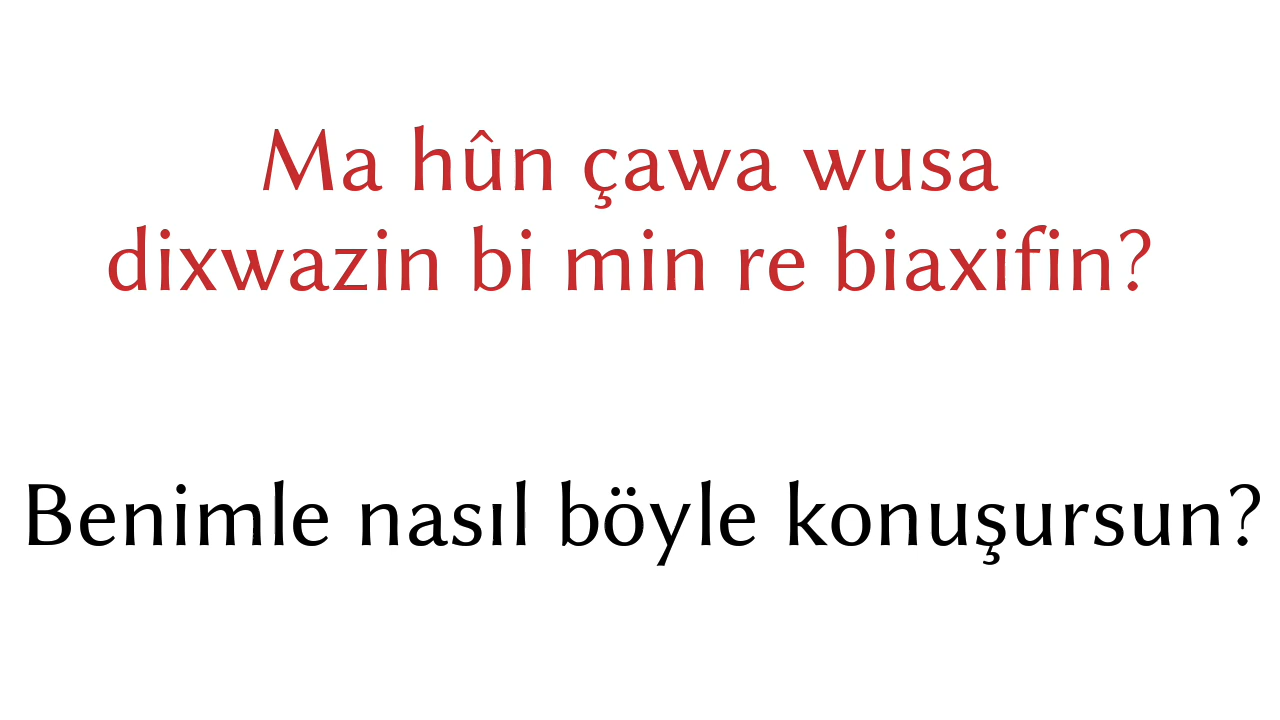 Ma hûn çawa wusa
dixwazin bi min re biaxifin?
Benimle nasıl böyle konuşursun?